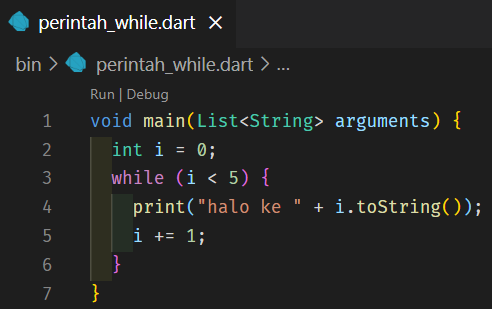 perintah_while.dart ×
bin > perintah_while.dart > ...
Run | Debug
1 void main(List<String> arguments) {
2   int i = 0;
3   while (i < 5) {
4     print("halo ke " + i.toString());
5     i += 1;
6   }
7 }